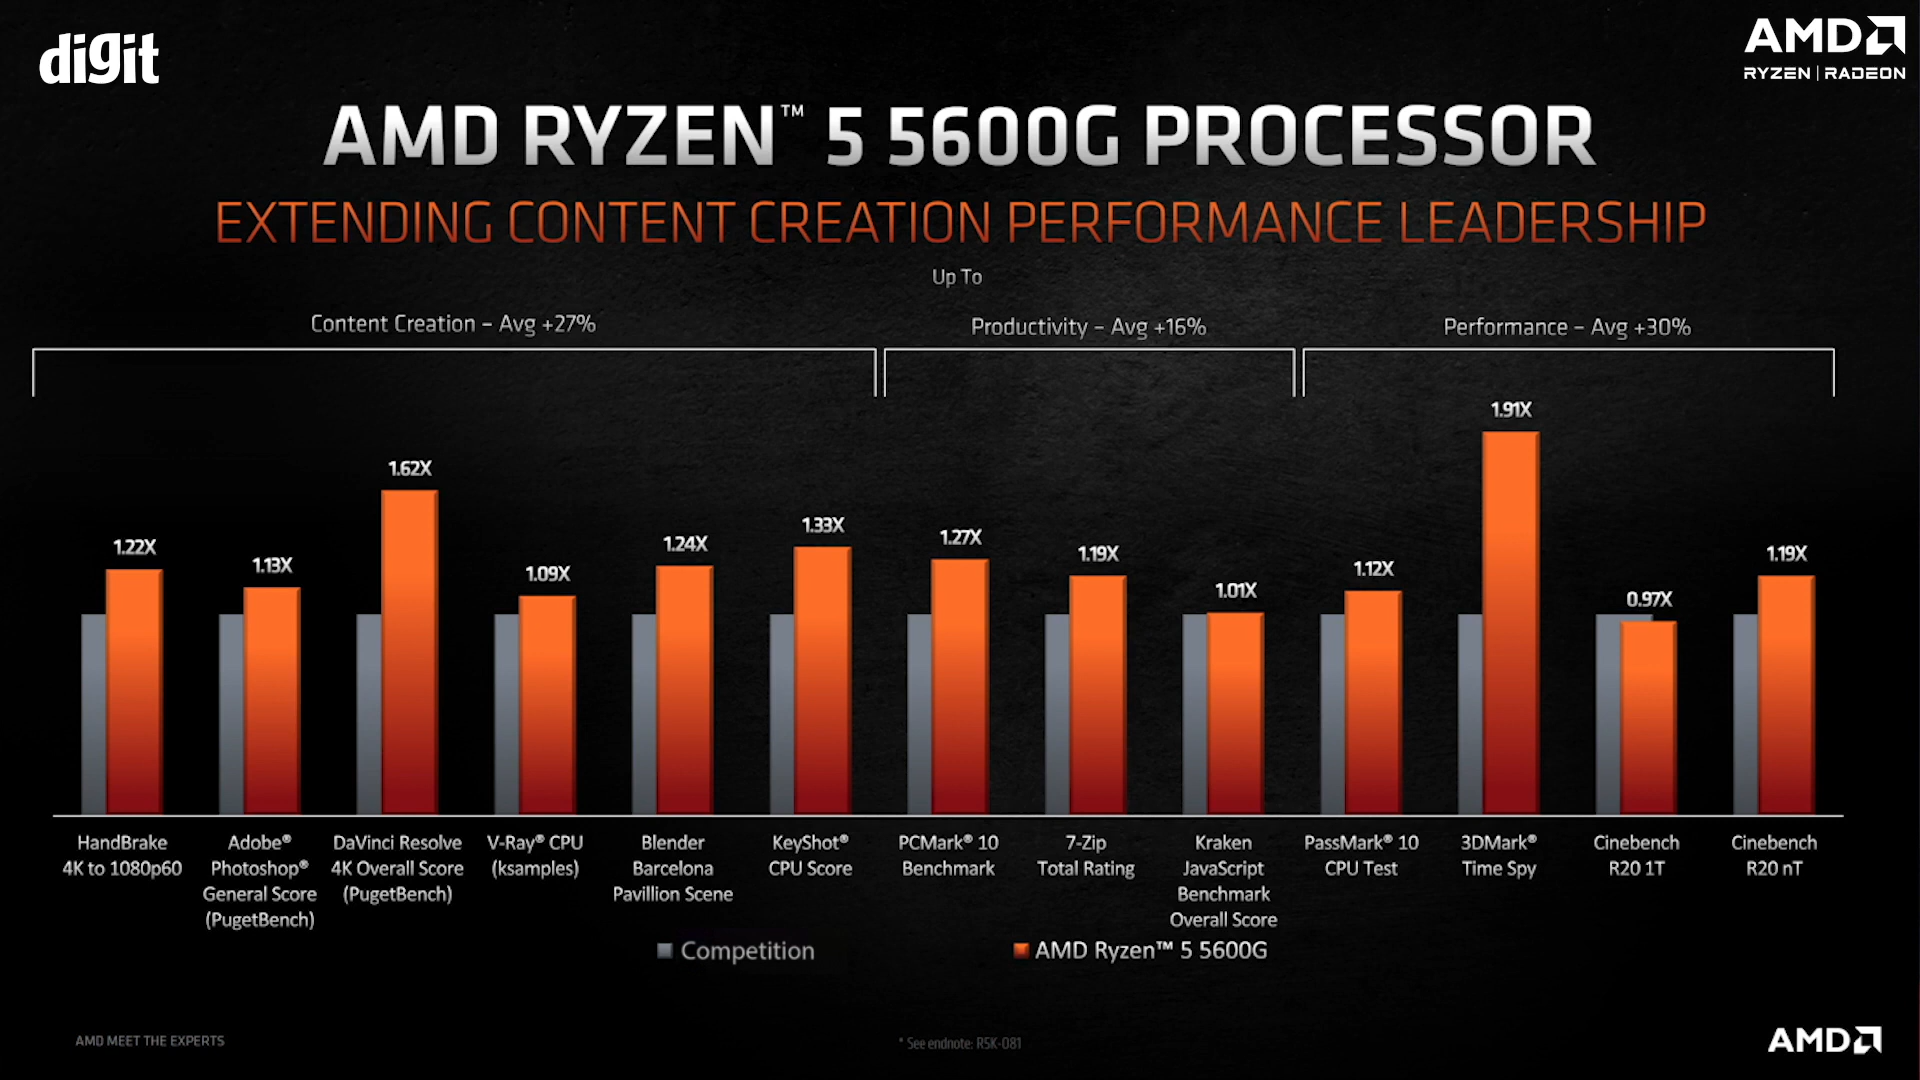 digit
AMD
RYZEN | RADEON
AMD RYZEN™ 5 5600G PROCESSOR
EXTENDING CONTENT CREATION PERFORMANCE LEADERSHIP
Up To
Content Creation – Avg +27%
Productivity – Avg +16%
Performance – Avg +30%
1.22X
1.13X
1.62X
1.09X
1.24X
1.33X
1.27X
1.19X
1.01X
1.12X
1.91X
0.97X
1.19X
HandBrake
4K to 1080p60
Adobe®
Photoshop®
General Score
(PugetBench)
DaVinci Resolve
4K Overall Score
(PugetBench)
V-Ray® CPU
(ksamples)
Blender
Barcelona
Pavillion Scene
KeyShot®
CPU Score
PCMark® 10
Benchmark
7-Zip
Total Rating
Kraken
JavaScript
Benchmark
Overall Score
PassMark® 10
CPU Test
3DMark®
Time Spy
Cinebench
R20 1T
Cinebench
R20 nT
Competition
AMD Ryzen™ 5 5600G
AMD MEET THE EXPERTS
* See endnote: R5K-081
AMD